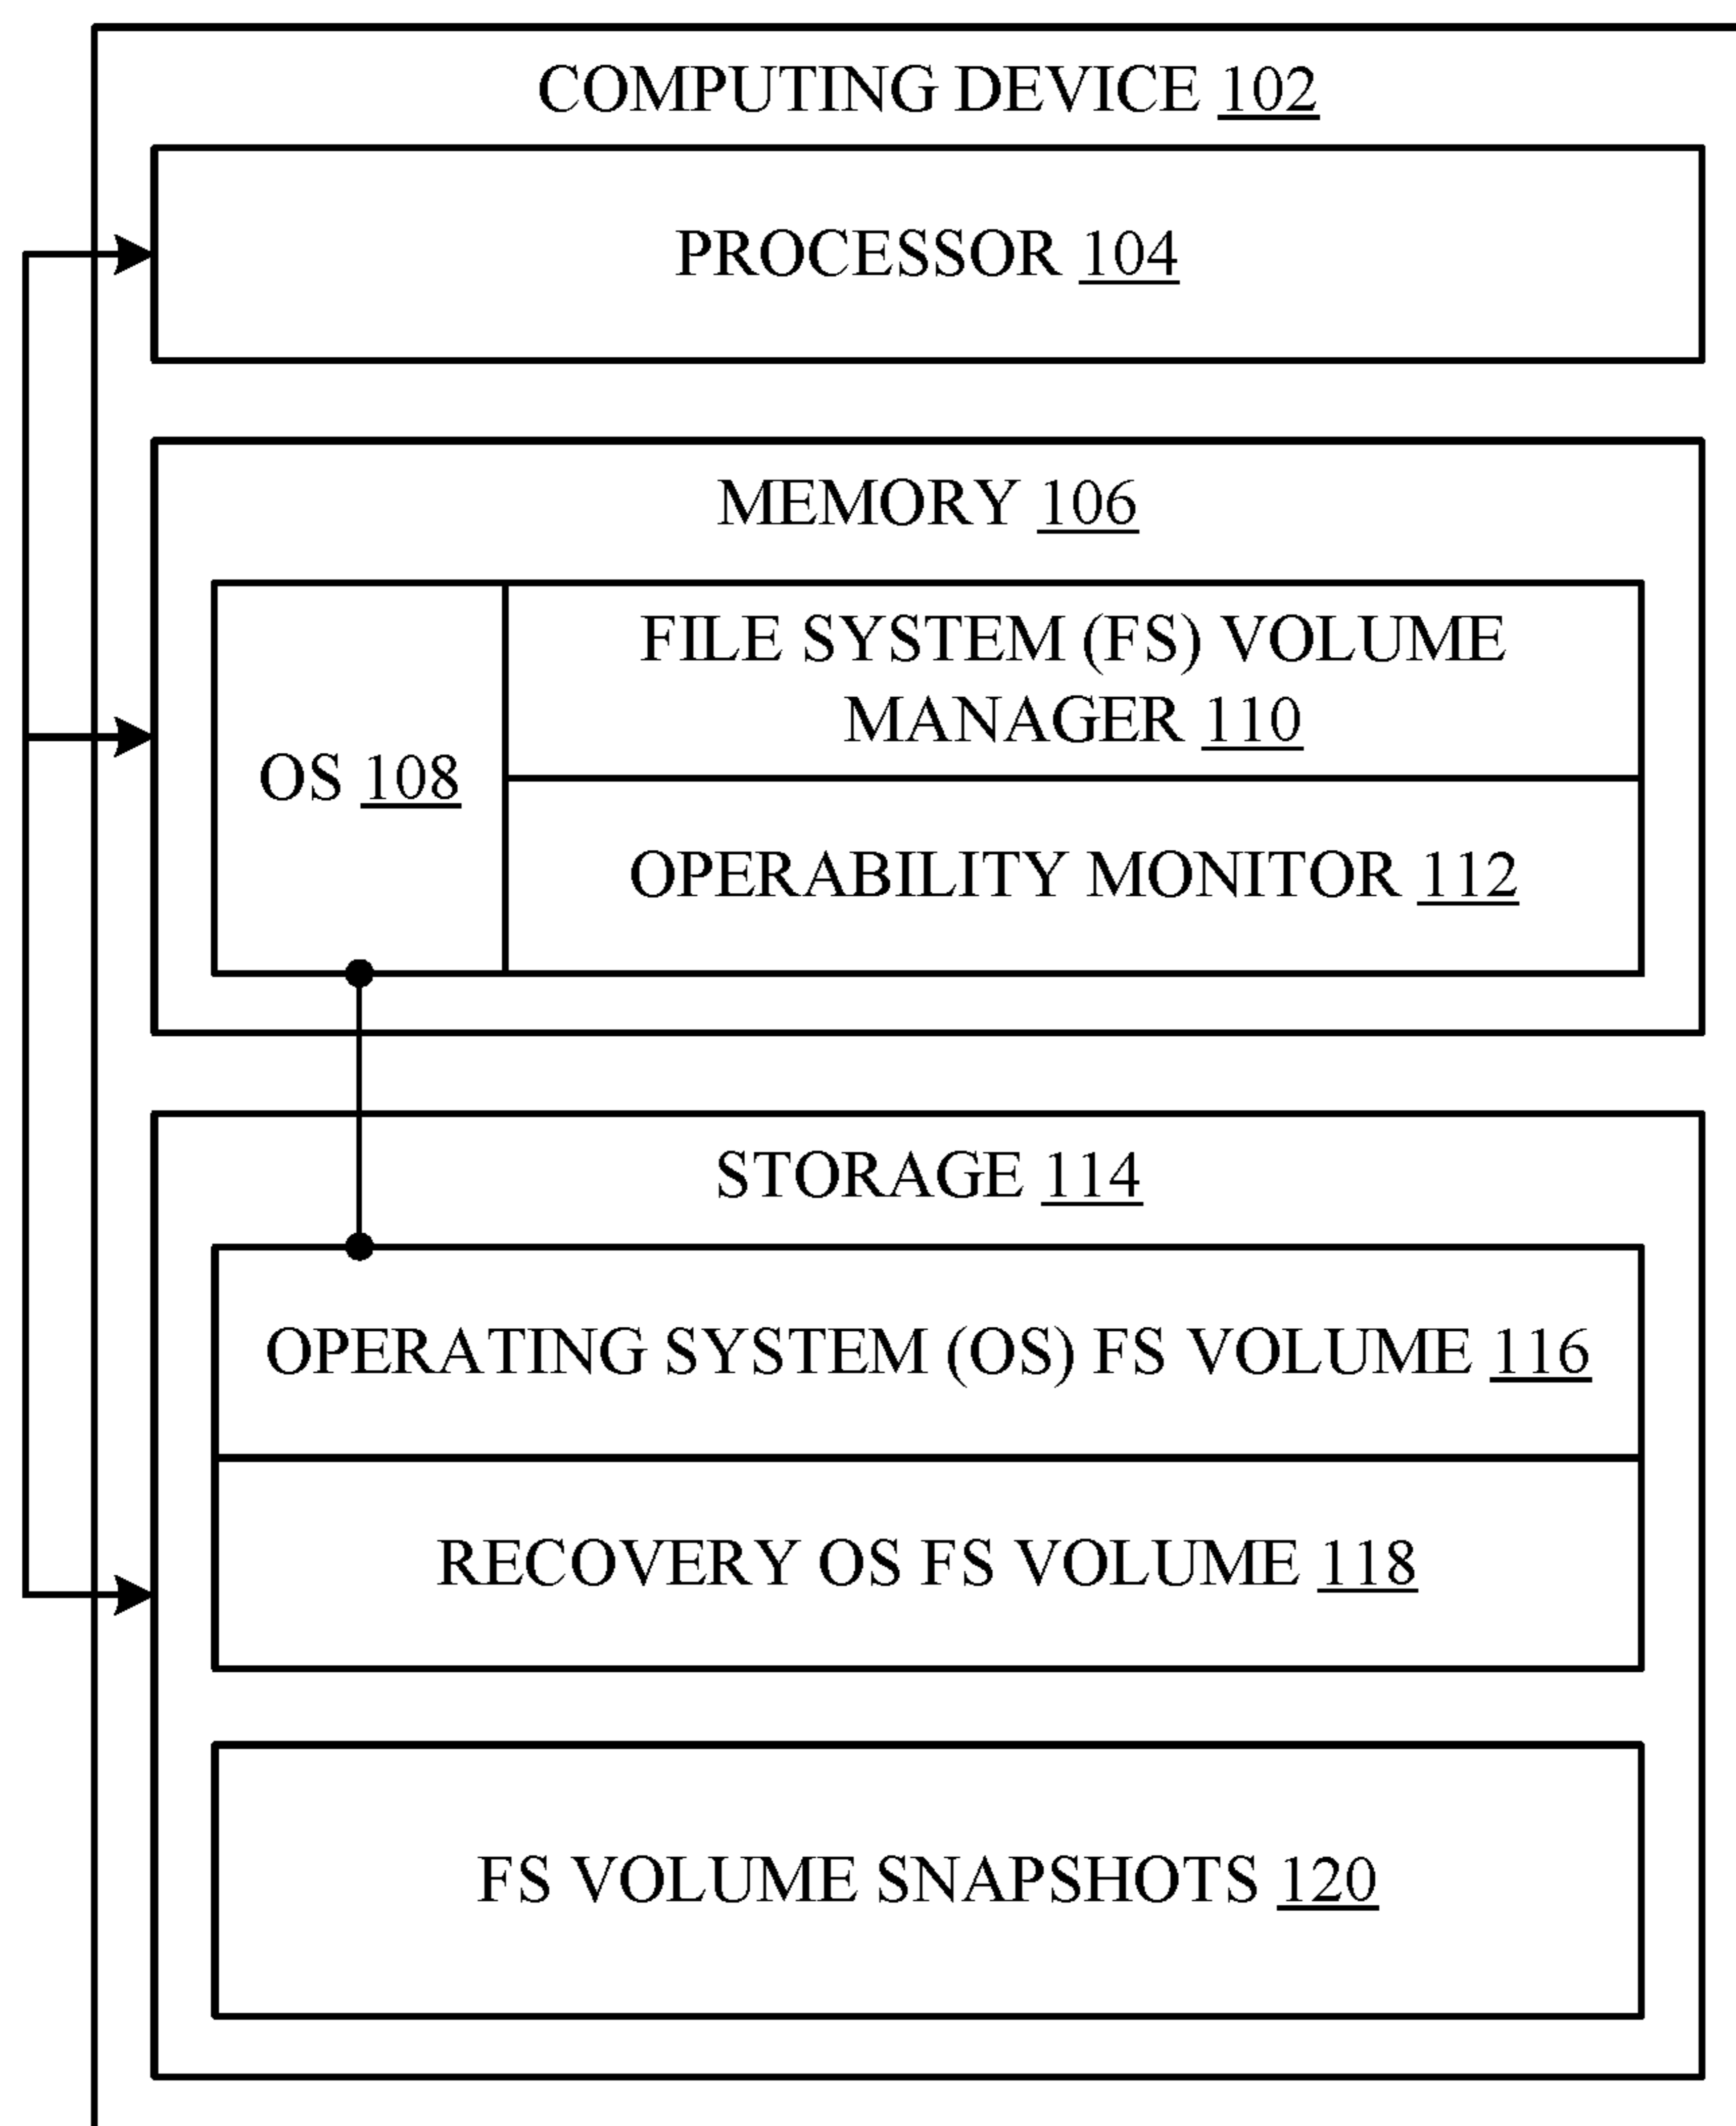 COMPUTING DEVICE 102
PROCESSOR 104
MEMORY 106
OS 108
FILE SYSTEM (FS) VOLUME
MANAGER 110
OPERABILITY MONITOR 112
STORAGE 114
OPERATING SYSTEM (OS) FS VOLUME 116
RECOVERY OS FS VOLUME 118
FS VOLUME SNAPSHOTS 120